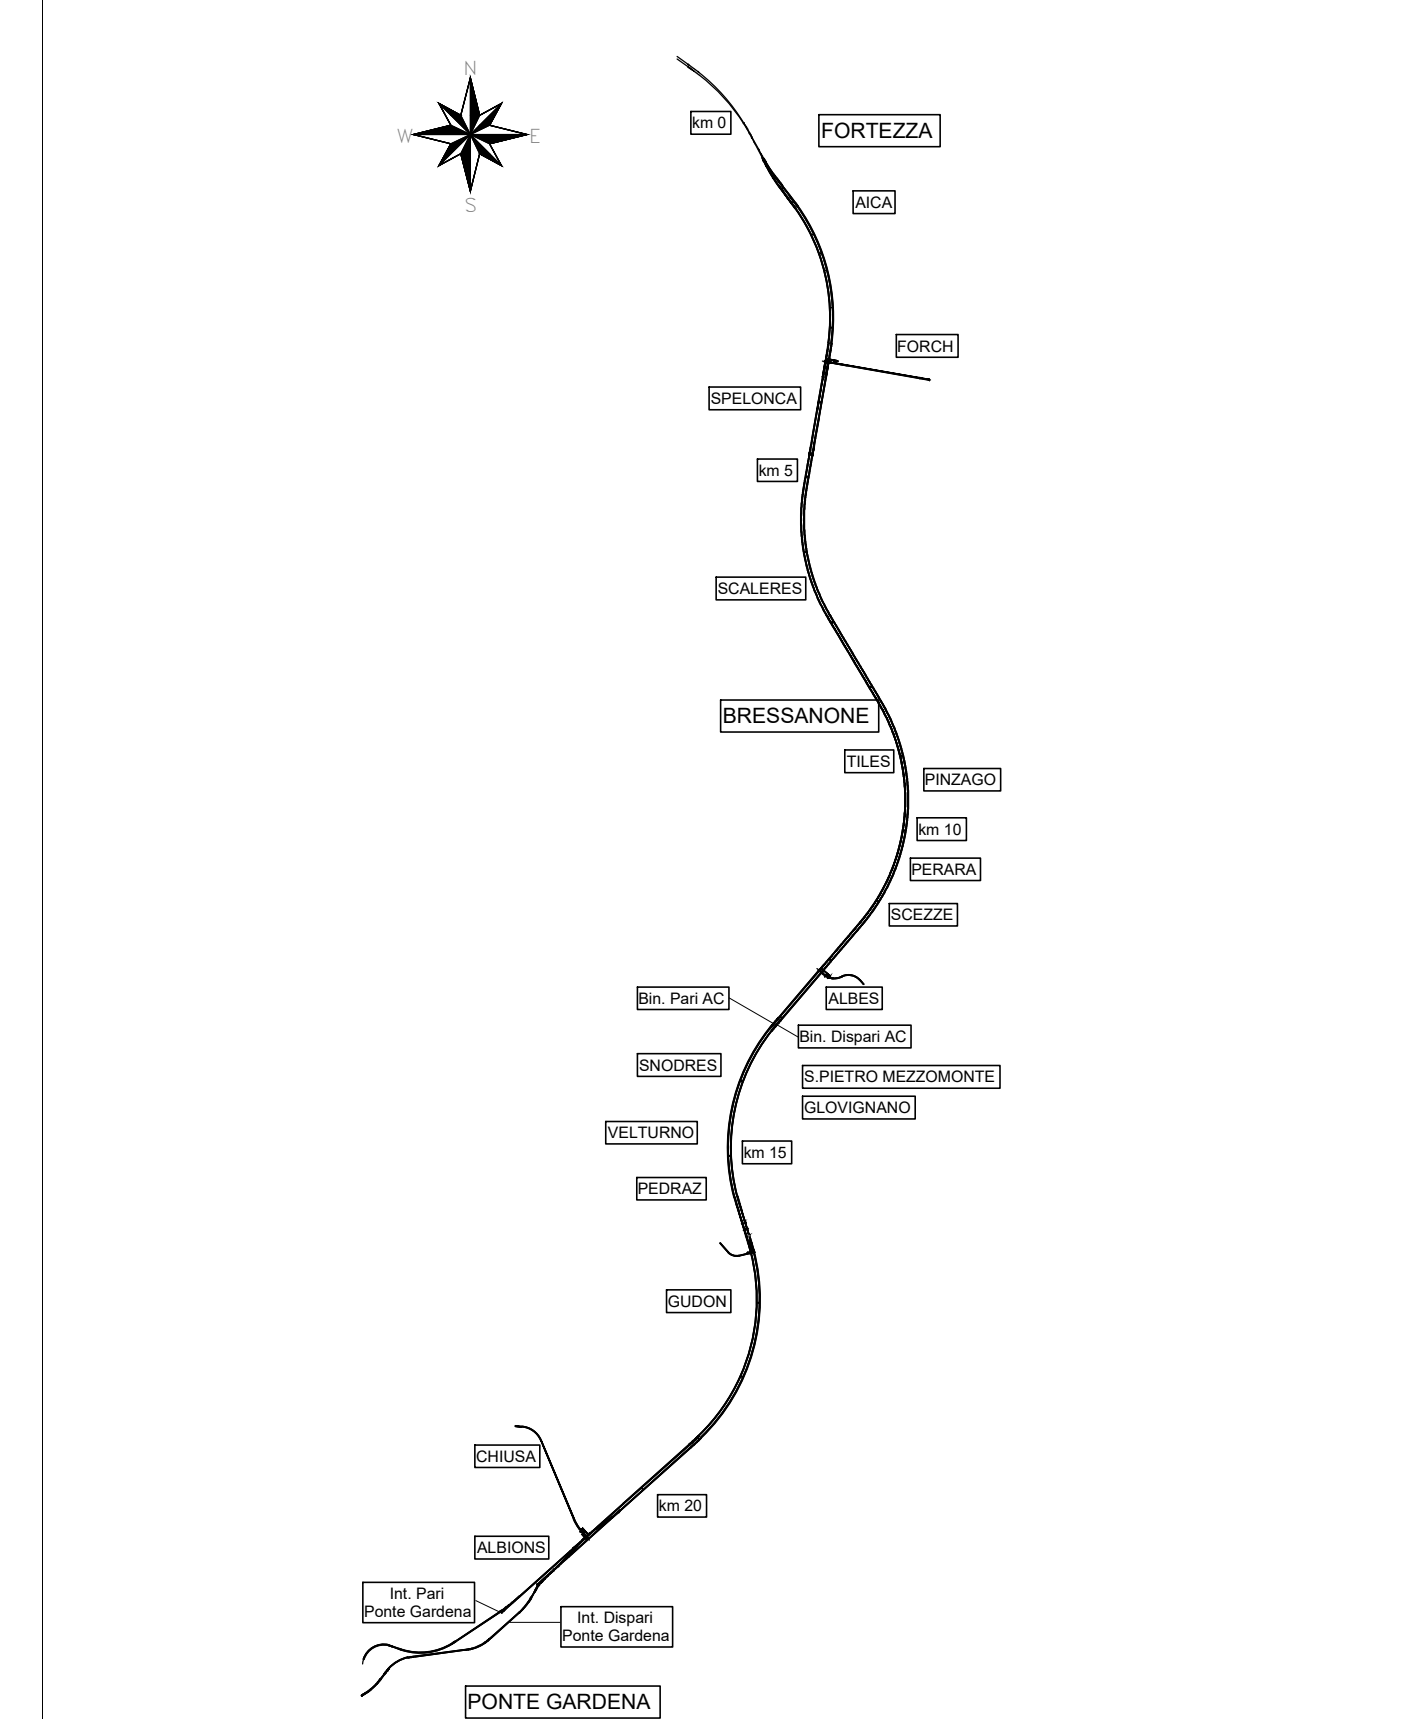 N
km 0
FORTEZZA
W
E
AICA
S
FORCH
SPELONCA
km 5
SCALERES
BRESSANONE
TILES
PINZAGO
km 10
PERARA
SCEZZE
Bin. Pari AC
ALBES
Bin. Dispari AC
SNODRES
S.PIETRO MEZZOMONTE
GLOVIGNANO
VELTURNO
km 15
PEDRAZ
GUDON
CHIUSA
km 20
ALBIONS
Int. Pari
Ponte Gardena
Int. Dispari
Ponte Gardena
PONTE GARDENA